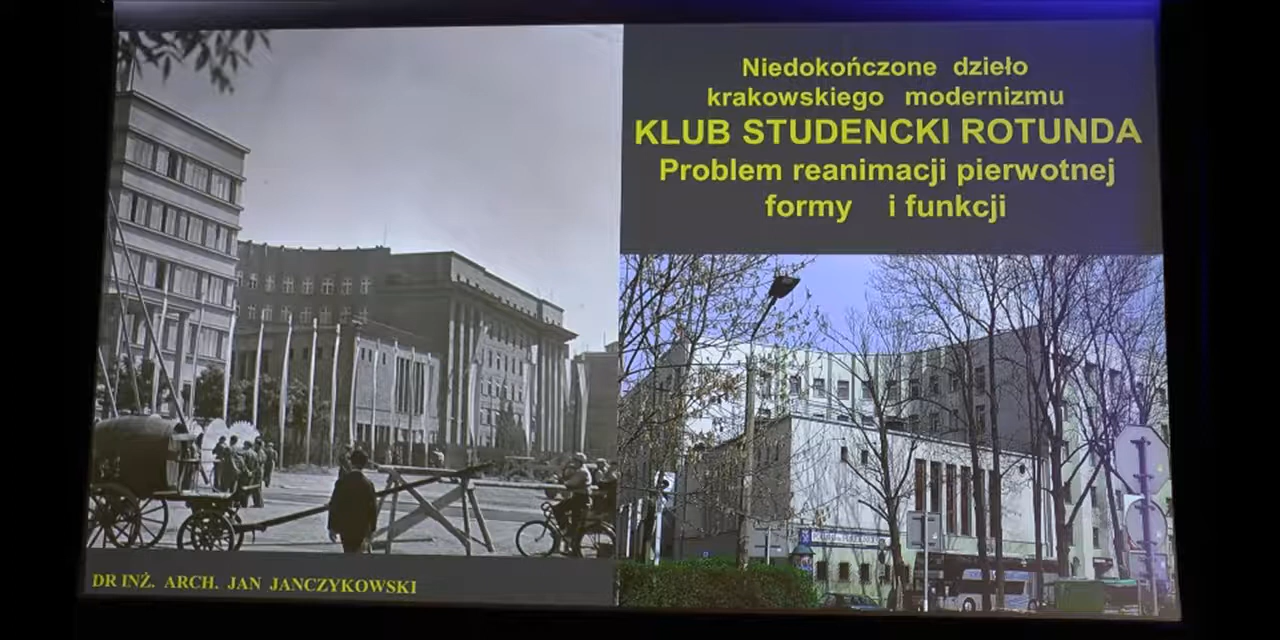 Niedokończone dzieło
krakowskiego modernizmu
KLUB STUDENCKI ROTUNDA
Problem reanimacji pierwotnej
formy i funkcji
DR INŻ. ARCH. JAN JANCZYKOWSKI